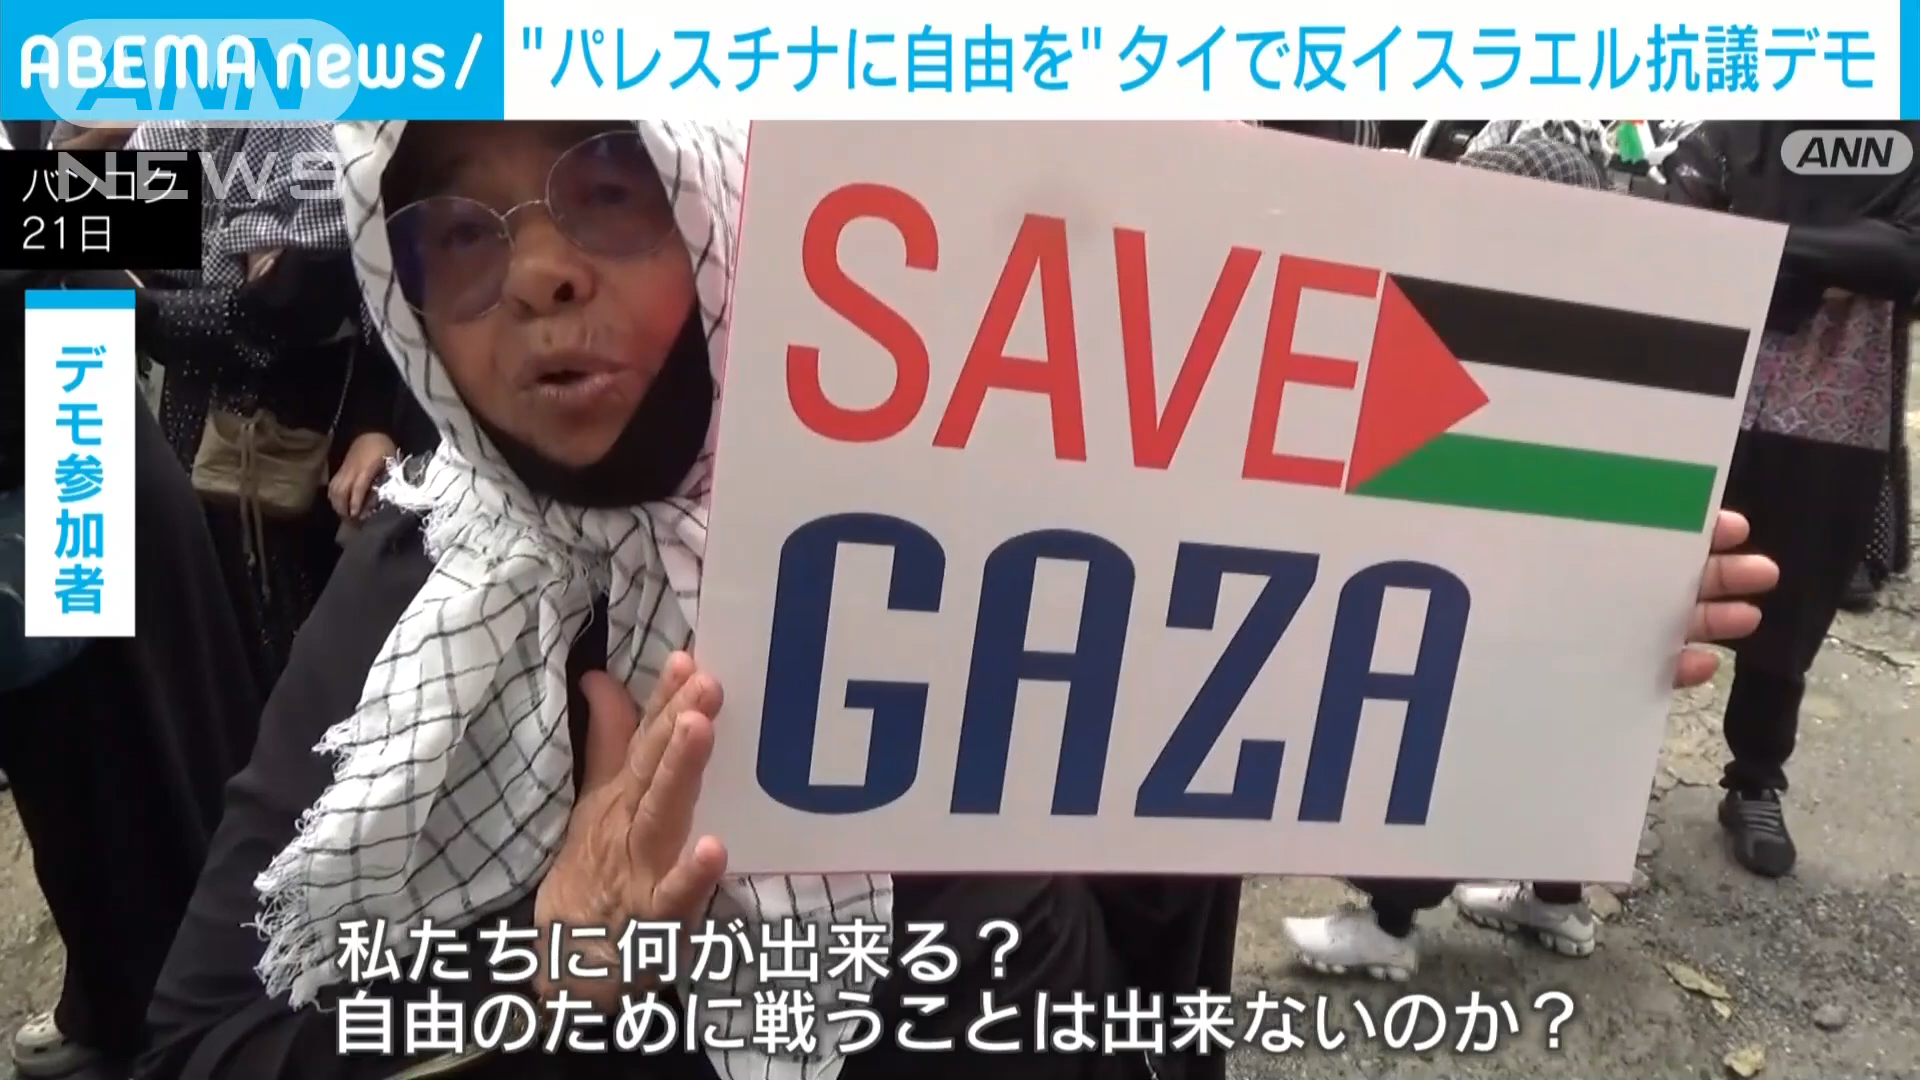 ABEMA news/
"パレスチナに自由を" タイで反イスラエル抗議デモ
ANN
NEWS
ANN
バンコク
21日
デモ参加者
SAVE
GAZA
私たちに何が出来る？
自由のために戦うことは出来ないのか？